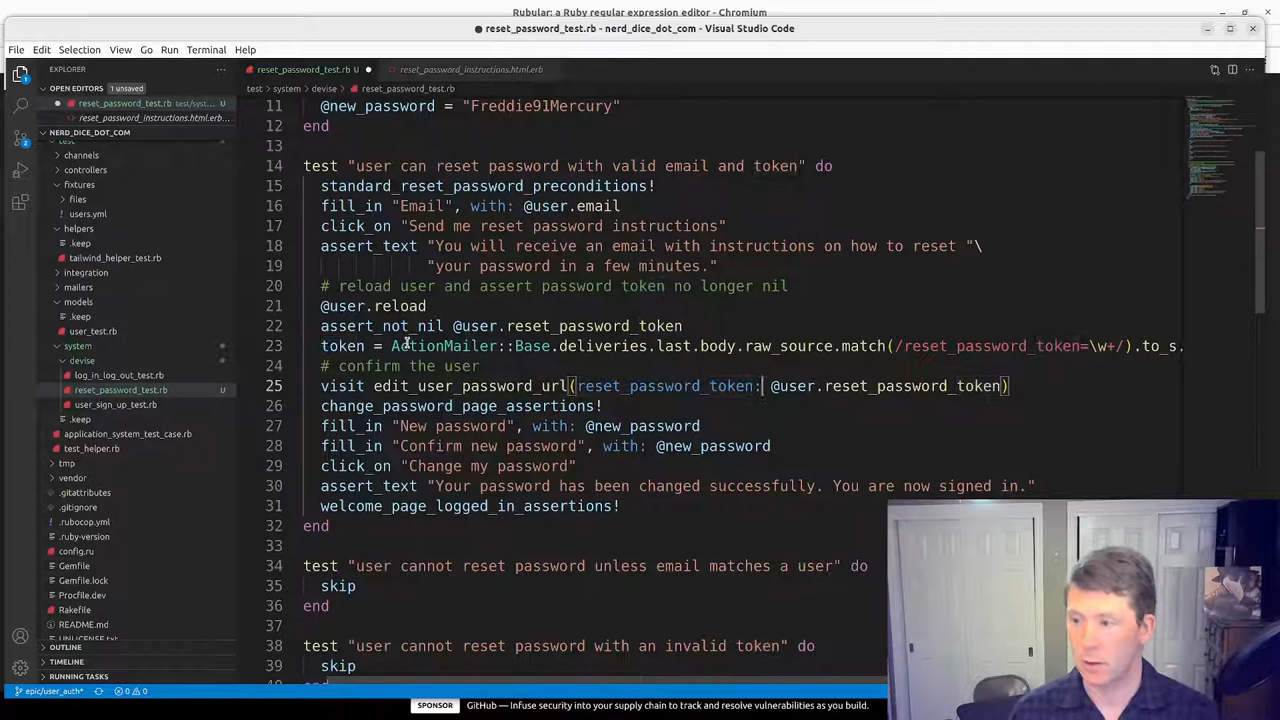 Rubular: a Ruby regular expression editor - Chromium
● reset_password_test.rb - nerd_dice_dot_com - Visual Studio Code
File Edit Selection View Go Run Terminal Help
EXPLORER
reset_password_test.rb U
reset_password_instructions.html.erb
OPEN EDITORS 1 unsaved
test > system > devise > reset_password_test.rb
reset_password_test.rb test/syst... U
reset_password_instructions.html.erb...
NERD_DICE_DOT_COM
test
channels
controllers
fixtures
files
users.yml
helpers
.keep
tailwind_helper_test.rb
integration
mailers
models
.keep
user_test.rb
system
devise
log_in_log_out_test.rb
reset_password_test.rb U
user_sign_up_test.rb
.keep
application_system_test_case.rb
test_helper.rb
tmp
vendor
.gitattributes
.gitignore
.rubocop.yml
.ruby-version
config.ru
Gemfile
Gemfile.lock
Procfile.dev
Rakefile
README.md
OUTLINE
TIMELINE
RUNNING TASKS
11 @new_password = "Freddie91Mercury"
12 end
13
14 test "user can reset pasword with valid email and token" do
15 standard_reset_password_preconditions!
16 fill_in "Email", with: @user.email
17 click_on "Send me reset password instructions"
18 assert_text "You will receive an email with instructions on how to reset "\
19 "your password in a few minutes."
20 # reload user and assert password token no longer nil
21 @user.reload
22 assert_not_nil @user.reset_password_token
23 token = ActionMailer::Base.deliveries.last.body.raw_source.match(/reset_password_token=\w+/).to_s.
24 # confirm the user
25 visit edit_user_password_url(reset_password_token: @user.reset_password_token)
26 change_password_page_assertions!
27 fill_in "New password", with: @new_password
28 fill_in "Confirm new password", with: @new_password
29 click_on "Change my password"
30 assert_text "Your password has been changed successfully. You are now signed in."
31 welcome_page_logged_in_assertions!
32 end
33
34 test "user cannot reset password unless email matches a user" do
35 skip
36 end
37
38 test "user cannot reset password with an invalid token" do
39 skip
epic/user_auth* 0 0
SPONSOR GitHub — Infuse security into your supply chain to track and resolve vulnerabilities as you build.